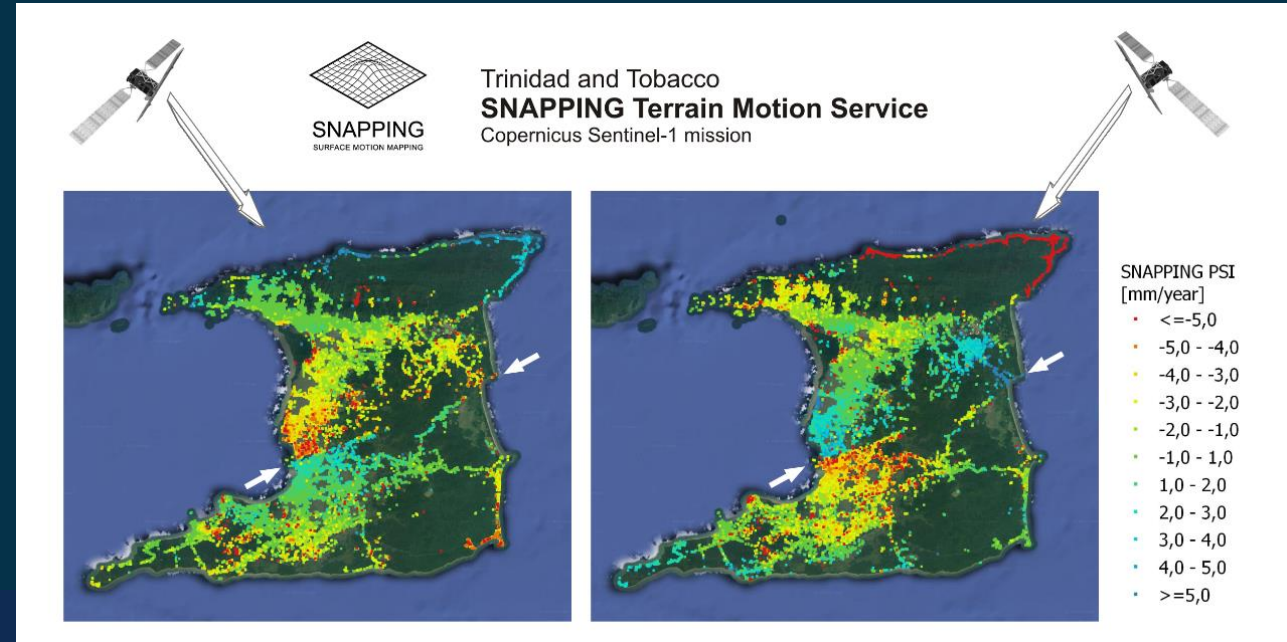 SNAPPING
SURFACE MOTION MAPPING
Trinidad and Tobacco
SNAPPING Terrain Motion Service
Copernicus Sentinel-1 mission
SNAPPING PSI
[mm/year]
<=-5,0
-5,0 - -4,0
-4,0 - -3,0
-3,0 - -2,0
-2,0 - -1,0
-1,0 - 1,0
1,0 - 2,0
2,0 - 3,0
3,0 - 4,0
4,0 - 5,0
>=5,0